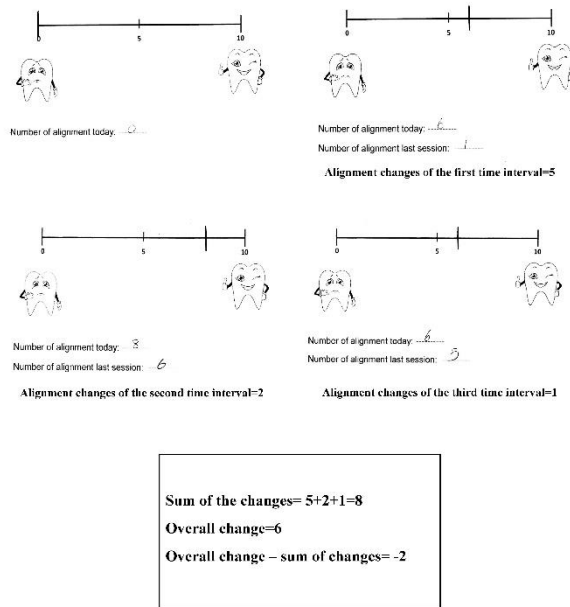 0 5 10
Number of alignment today: 0
0 5 10
Number of alignment today: 6
Number of alignment last session: 1
Alignment changes of the first time interval=5
0 5 10
Number of alignment today: 8
Number of alignment last session: 6
Alignment changes of the second time interval=2
0 5 10
Number of alignment today: 6
Number of alignment last session: 5
Alignment changes of the third time interval=1
Sum of the changes= 5+2+1=8
Overall change=6
Overall change – sum of changes= -2